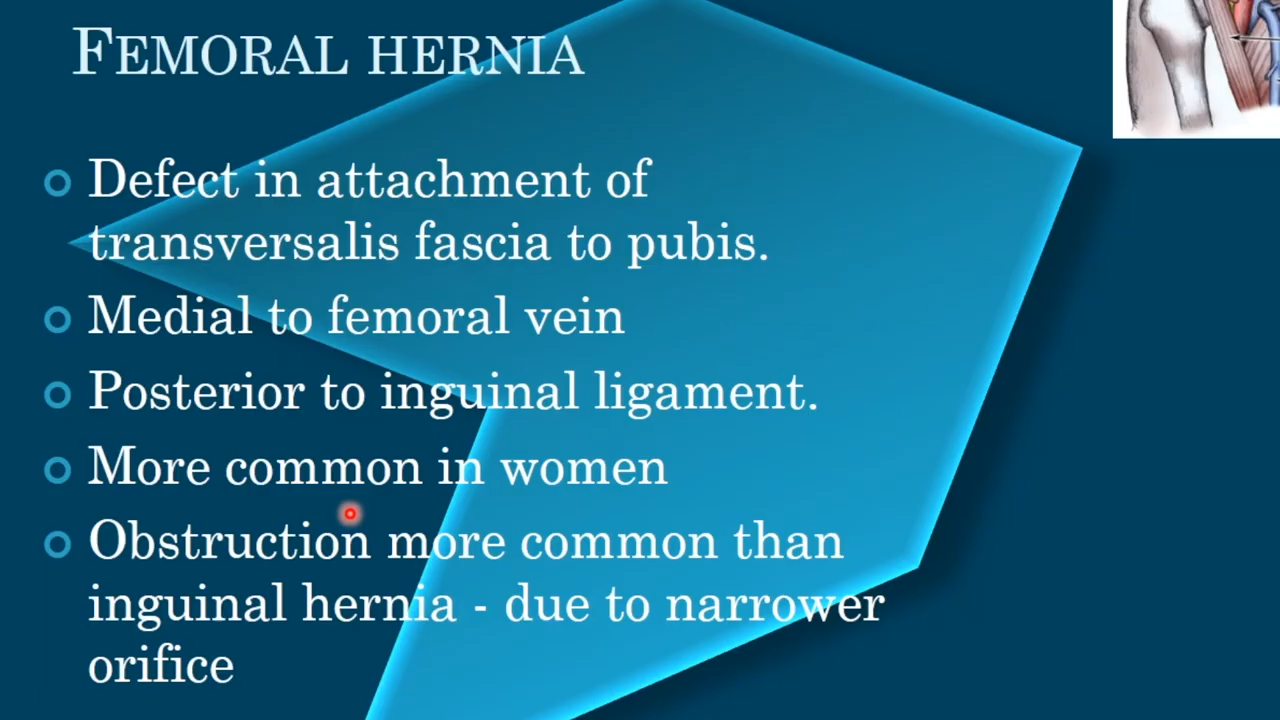 FEMORAL HERNIA
Defect in attachment of
transversalis fascia to pubis.
Medial to femoral vein
Posterior to inguinal ligament.
More common in women
Obstruction more common than
inguinal hernia - due to narrower
orifice